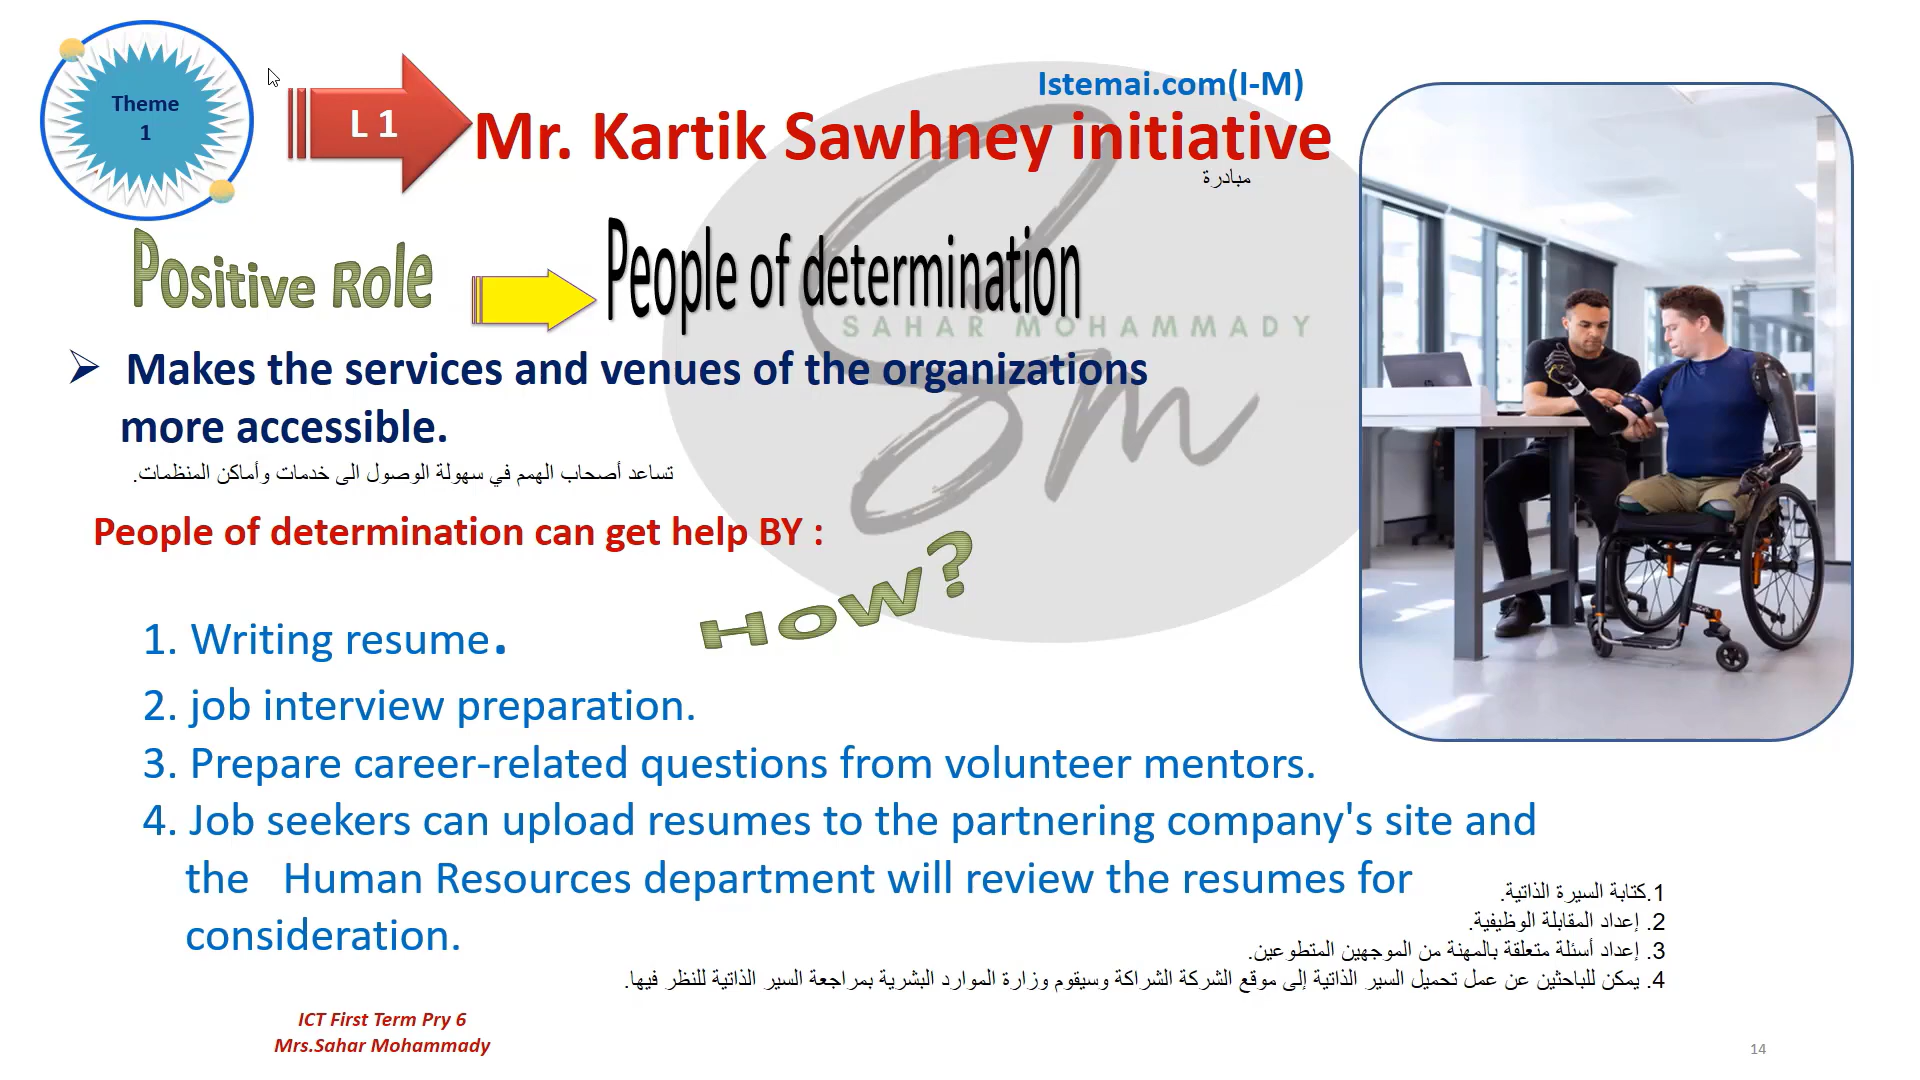 Theme
1
L 1
Istemai.com(I-M)
Mr. Kartik Sawhney initiative
مبادرة
Positive Role
People of determination
SAHAR MOHAMMADY
Sm
Makes the services and venues of the organizations
more accessible.
تساعد أصحاب الهمم في سهولة الوصول الى خدمات وأماكن المنظمات.
People of determination can get help BY :
How?
1. Writing resume.
2. job interview preparation.
3. Prepare career-related questions from volunteer mentors.
4. Job seekers can upload resumes to the partnering company's site and
the Human Resources department will review the resumes for
consideration.
1.كتابة السيرة الذاتية.
2. إعداد المقابلة الوظيفية.
3. إعداد أسئلة متعلقة بالمهنة من الموجهين المتطوعين.
4. يمكن للباحثين عن عمل تحميل السير الذاتية إلى موقع الشركة الشراكة وسيقوم وزارة الموارد البشرية بمراجعة السير الذاتية للنظر فيها.
ICT First Term Pry 6
Mrs.Sahar Mohammady
14